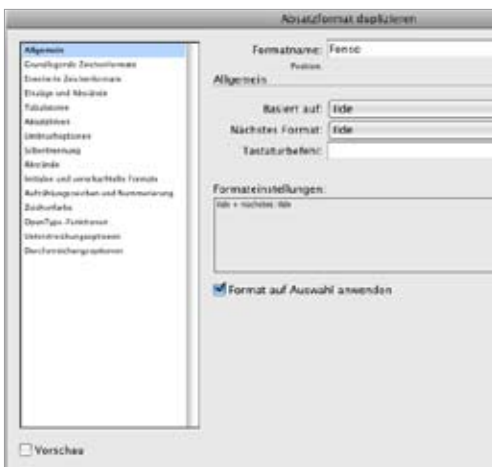 Absatzformat duplizieren
Allgemein
Grundlegende Zeichenformate
Erweiterte Zeichenformate
Einzüge und Abstände
Tabulatoren
Absatzlinien
Umbruchoptionen
Silbentrennung
Abstände
Initialen und verschachtelte Formate
Aufzählungszeichen und Nummerierung
Zeichenfarbe
OpenType-Funktionen
Unterstreichungsoptionen
Durchstreichungsoptionen
Vorschau
Formatname:
Position:
Allgemein
Basiert auf:
Nächstes Format:
Tastaturbefehl:
Formateinstellungen:
+ nächstes:
Format auf Auswahl anwenden